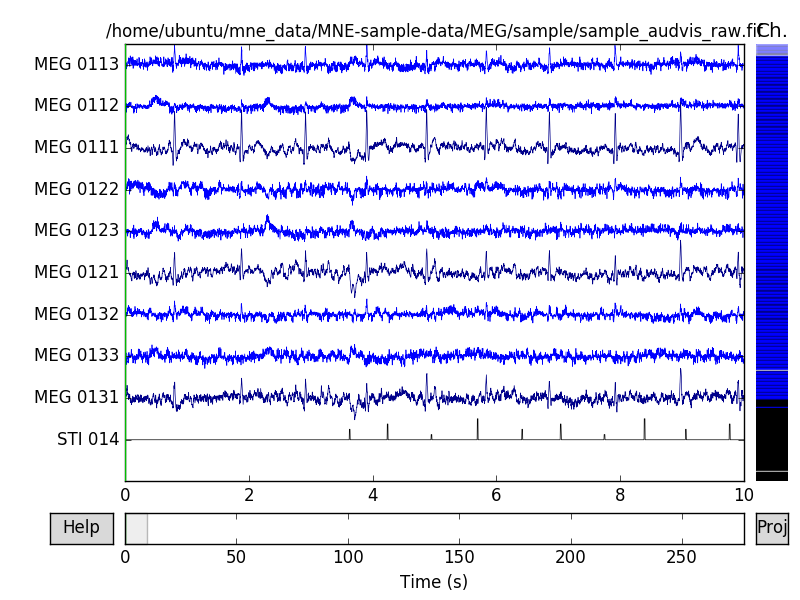 /home/ubuntu/mne_data/MNE-sample-data/MEG/sample/sample_audvis_raw.fif
Ch.
MEG 0113
MEG 0112
MEG 0111
MEG 0122
MEG 0123
MEG 0121
MEG 0132
MEG 0133
MEG 0131
STI 014
0 2 4 6 8 10
Help
Proj
0 50 100 150 200 250
Time (s)